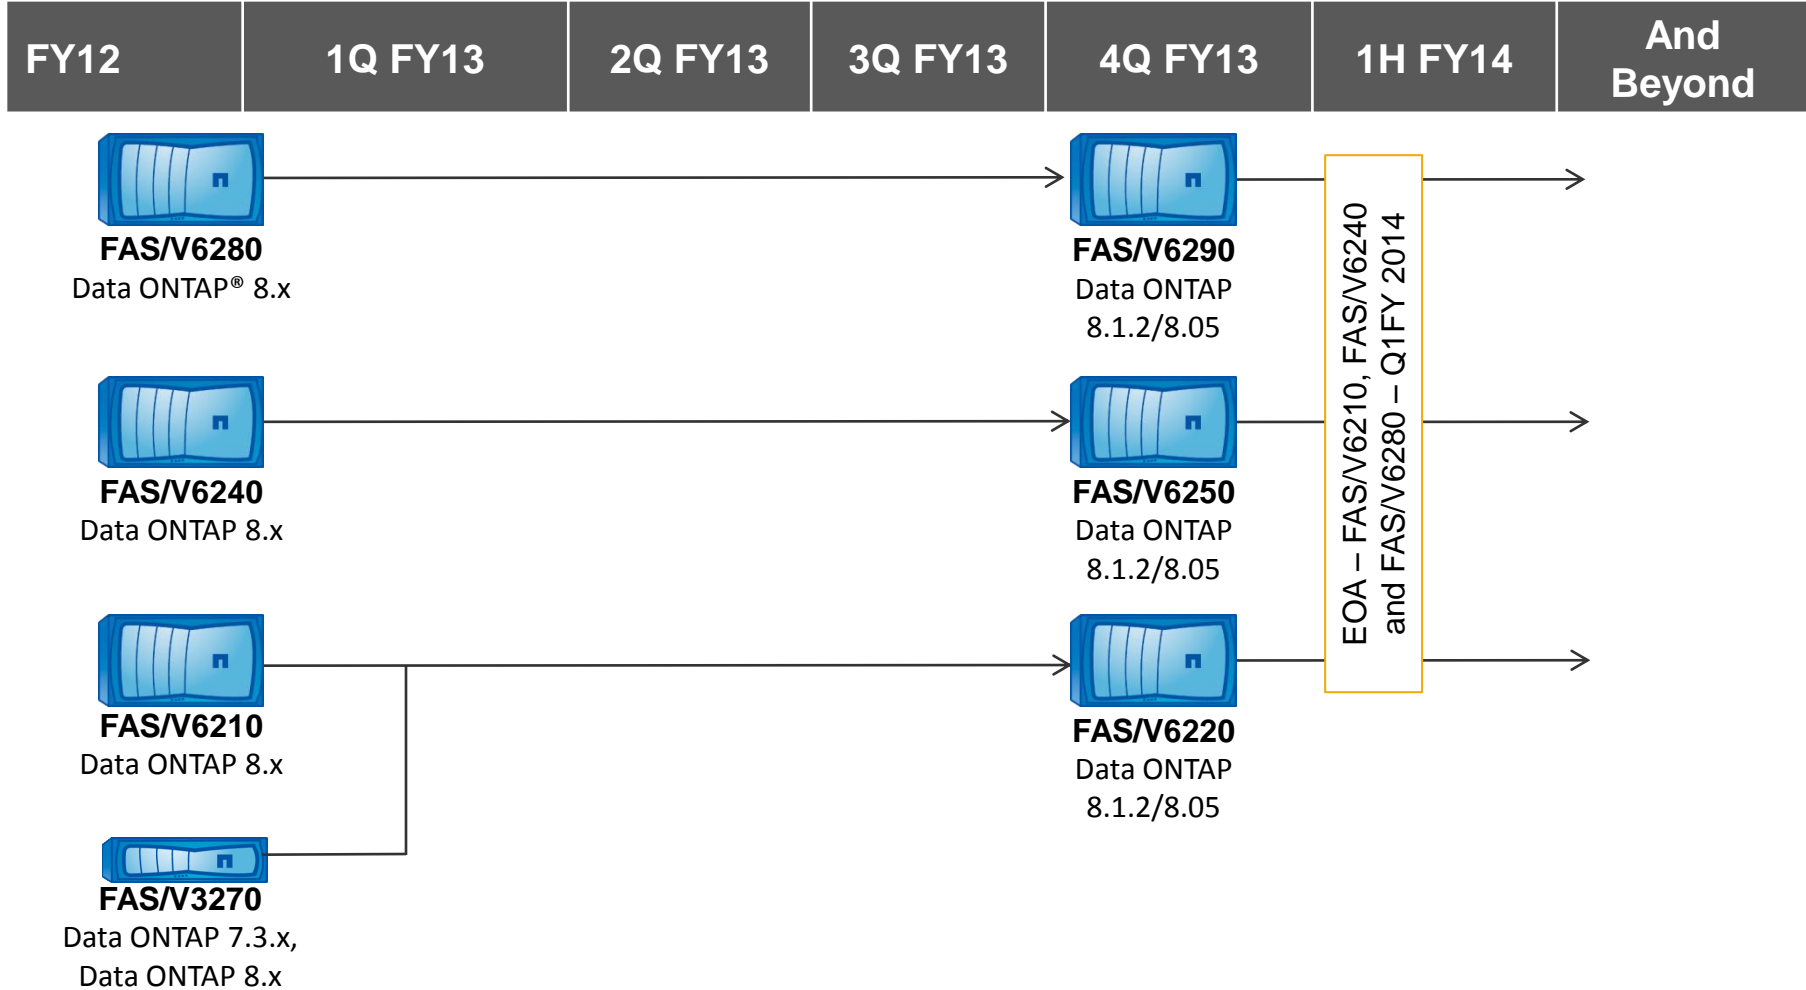 FY12
1Q FY13
2Q FY13
3Q FY13
4Q FY13
1H FY14
And
Beyond
FAS/V6280
Data ONTAP® 8.x
FAS/V6290
Data ONTAP
8.1.2/8.05
FAS/V6240
Data ONTAP 8.x
FAS/V6250
Data ONTAP
8.1.2/8.05
FAS/V6210
Data ONTAP 8.x
FAS/V6220
Data ONTAP
8.1.2/8.05
FAS/V3270
Data ONTAP 7.3.x,
Data ONTAP 8.x
EOA – FAS/V6210, FAS/V6240
and FAS/V6280 – Q1FY 2014